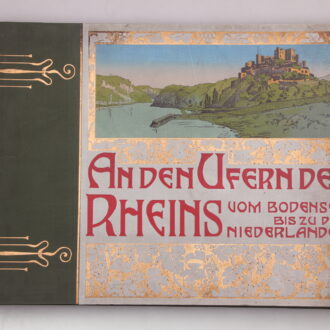 AN DEN UFERN DE
RHEINS VOM BODENS
BIS ZU D
NIEDERLANDE